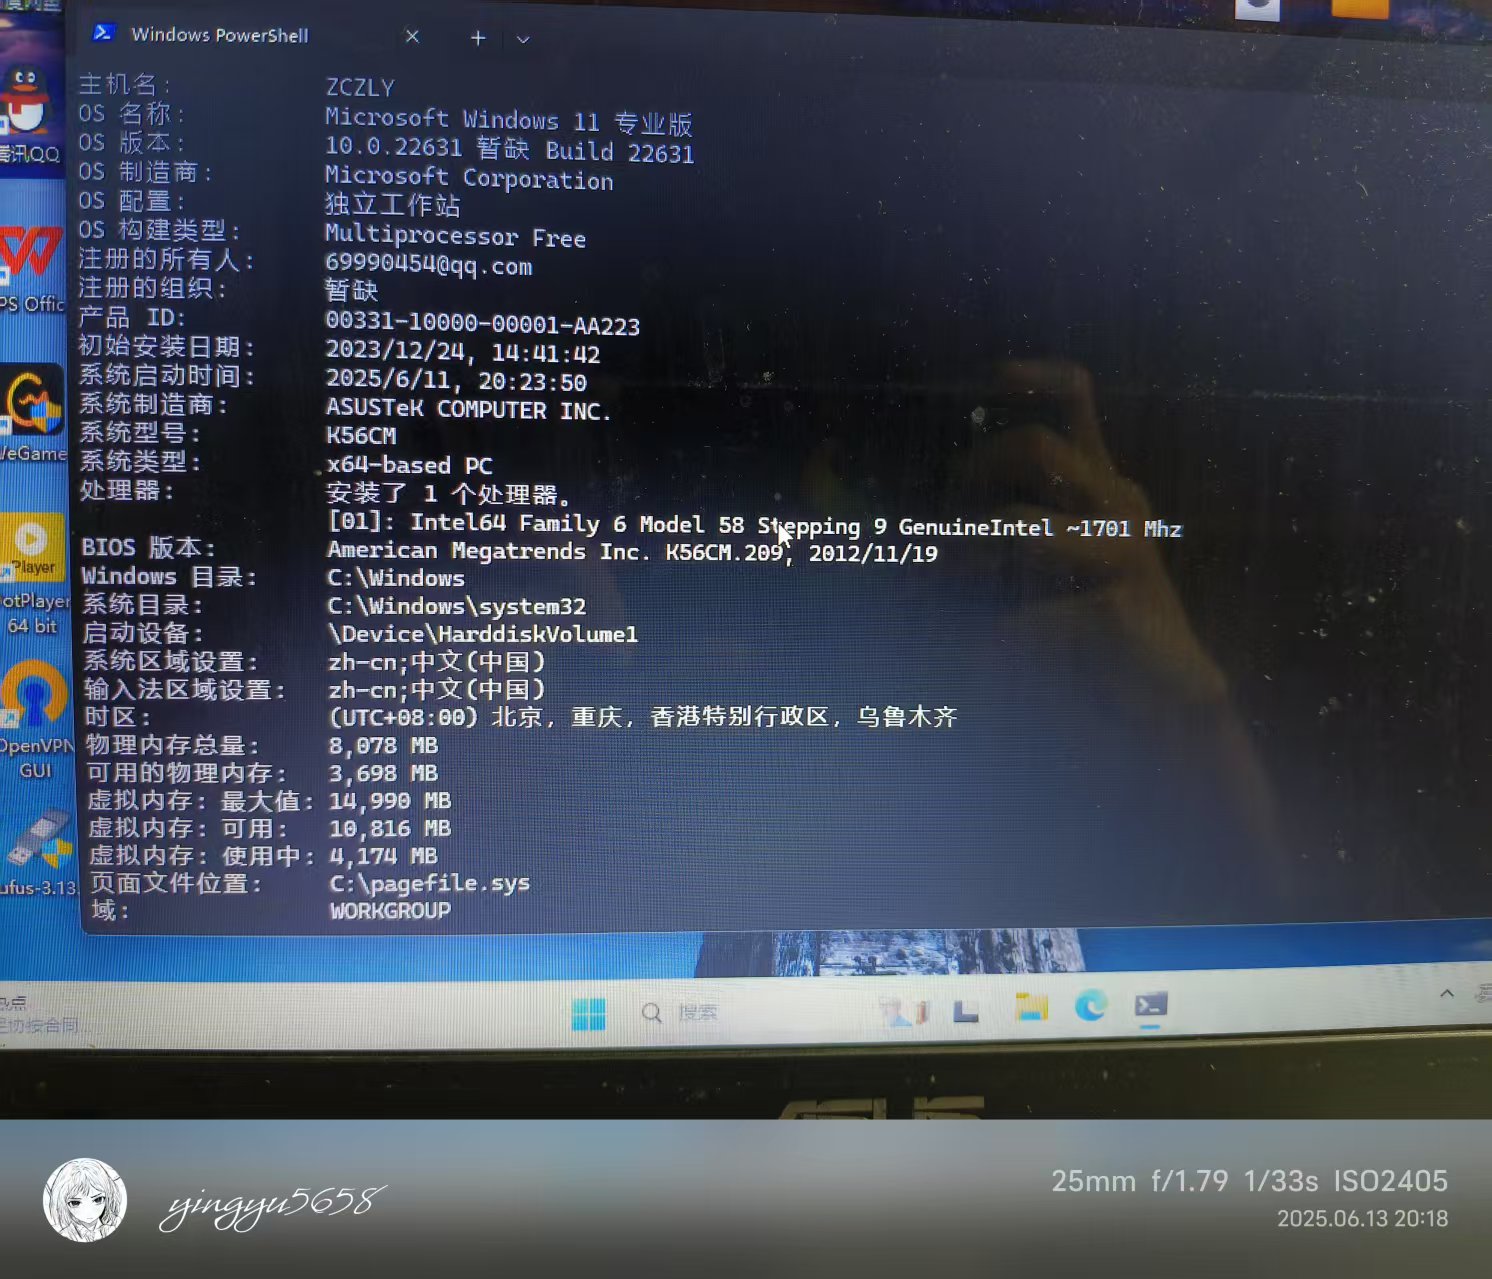 Windows PowerShell
主机名: ZCZLY
OS 名称: Microsoft Windows 11 专业版
OS 版本: 10.0.22631 暂缺 Build 22631
OS 制造商: Microsoft Corporation
OS 配置: 独立工作站
OS 构建类型: Multiprocessor Free
注册的所有人: 69990454@qq.com
注册的组织: 暂缺
产品 ID: 00331-10000-00001-AA223
初始安装日期: 2023/12/24, 14:41:42
系统启动时间: 2025/6/11, 20:23:50
系统制造商: ASUSTeK COMPUTER INC.
系统型号: K56CM
系统类型: x64-based PC
处理器: 安装了 1 个处理器。
[01]: Intel64 Family 6 Model 58 Stepping 9 GenuineIntel ~1701 Mhz
BIOS 版本: American Megatrends Inc. K56CM.209, 2012/11/19
Windows 目录: C:\Windows
系统目录: C:\Windows\system32
启动设备: \Device\HarddiskVolume1
系统区域设置: zh-cn;中文(中国)
输入法区域设置: zh-cn;中文(中国)
时区: (UTC+08:00) 北京, 重庆, 香港特别行政区, 乌鲁木齐
物理内存总量: 8,078 MB
可用的物理内存: 3,698 MB
虚拟内存: 最大值: 14,990 MB
虚拟内存: 可用: 10,816 MB
虚拟内存: 使用中: 4,174 MB
页面文件位置: C:\pagefile.sys
域: WORKGROUP
讯QQ
PS Offic
WeGame
Player
otPlayer
64 bit
OpenVPN
GUI
ufus-3.13
搜索
yingyu5658
25mm f/1.79 1/33s ISO2405
2025.06.13 20:18